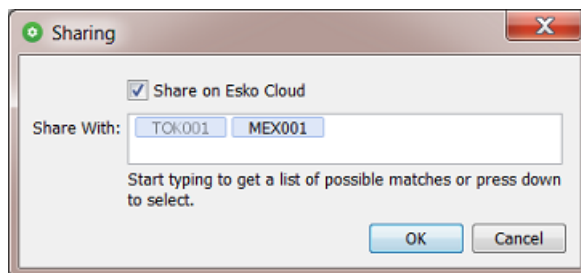 Sharing
Share on Esko Cloud
Share With: TOK001 MEX001
Start typing to get a list of possible matches or press down
to select.
OK Cancel